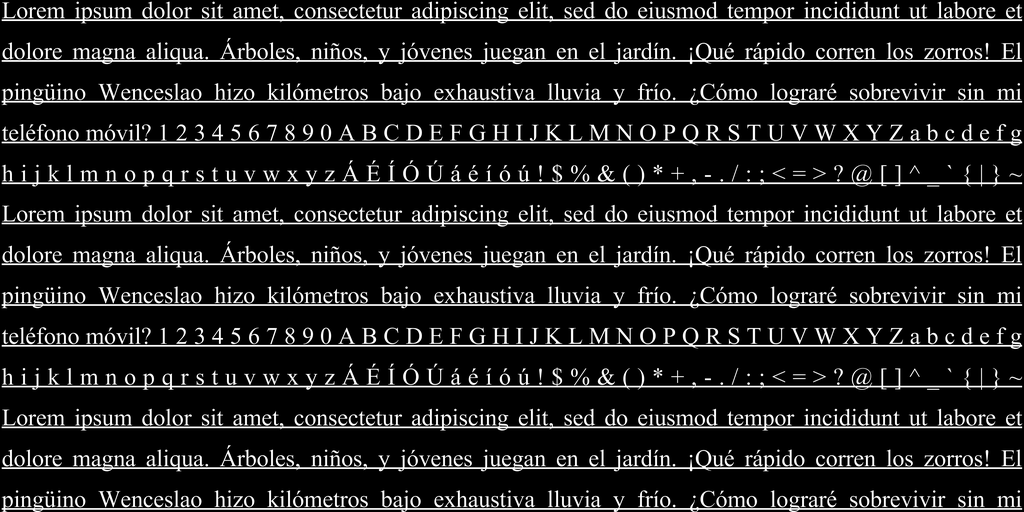 Lorem ipsum dolor sit amet, consectetur adipiscing elit, sed do eiusmod tempor incididunt ut labore et
dolore magna aliqua. Árboles, niños, y jóvenes juegan en el jardín. ¡Qué rápido corren los zorros! El
pingüino Wenceslao hizo kilómetros bajo exhaustiva lluvia y frío. ¿Cómo lograré sobrevivir sin mi
teléfono móvil? 1 2 3 4 5 6 7 8 9 0 A B C D E F G H I J K L M N O P Q R S T U V W X Y Z a b c d e f g
h i j k l m n o p q r s t u v w x y z Á É Í Ó Ú á é í ó ú ! $ % & ( ) * + , - . / : ; < = > ? @ [ ] ^ _ ` { | } ~
Lorem ipsum dolor sit amet, consectetur adipiscing elit, sed do eiusmod tempor incididunt ut labore et
dolore magna aliqua. Árboles, niños, y jóvenes juegan en el jardín. ¡Qué rápido corren los zorros! El
pingüino Wenceslao hizo kilómetros bajo exhaustiva lluvia y frío. ¿Cómo lograré sobrevivir sin mi
teléfono móvil? 1 2 3 4 5 6 7 8 9 0 A B C D E F G H I J K L M N O P Q R S T U V W X Y Z a b c d e f g
h i j k l m n o p q r s t u v w x y z Á É Í Ó Ú á é í ó ú ! $ % & ( ) * + , - . / : ; < = > ? @ [ ] ^ _ ` { | } ~
Lorem ipsum dolor sit amet, consectetur adipiscing elit, sed do eiusmod tempor incididunt ut labore et
dolore magna aliqua. Árboles, niños, y jóvenes juegan en el jardín. ¡Qué rápido corren los zorros! El
pingüino Wenceslao hizo kilómetros bajo exhaustiva lluvia y frío. ¿Cómo lograré sobrevivir sin mi